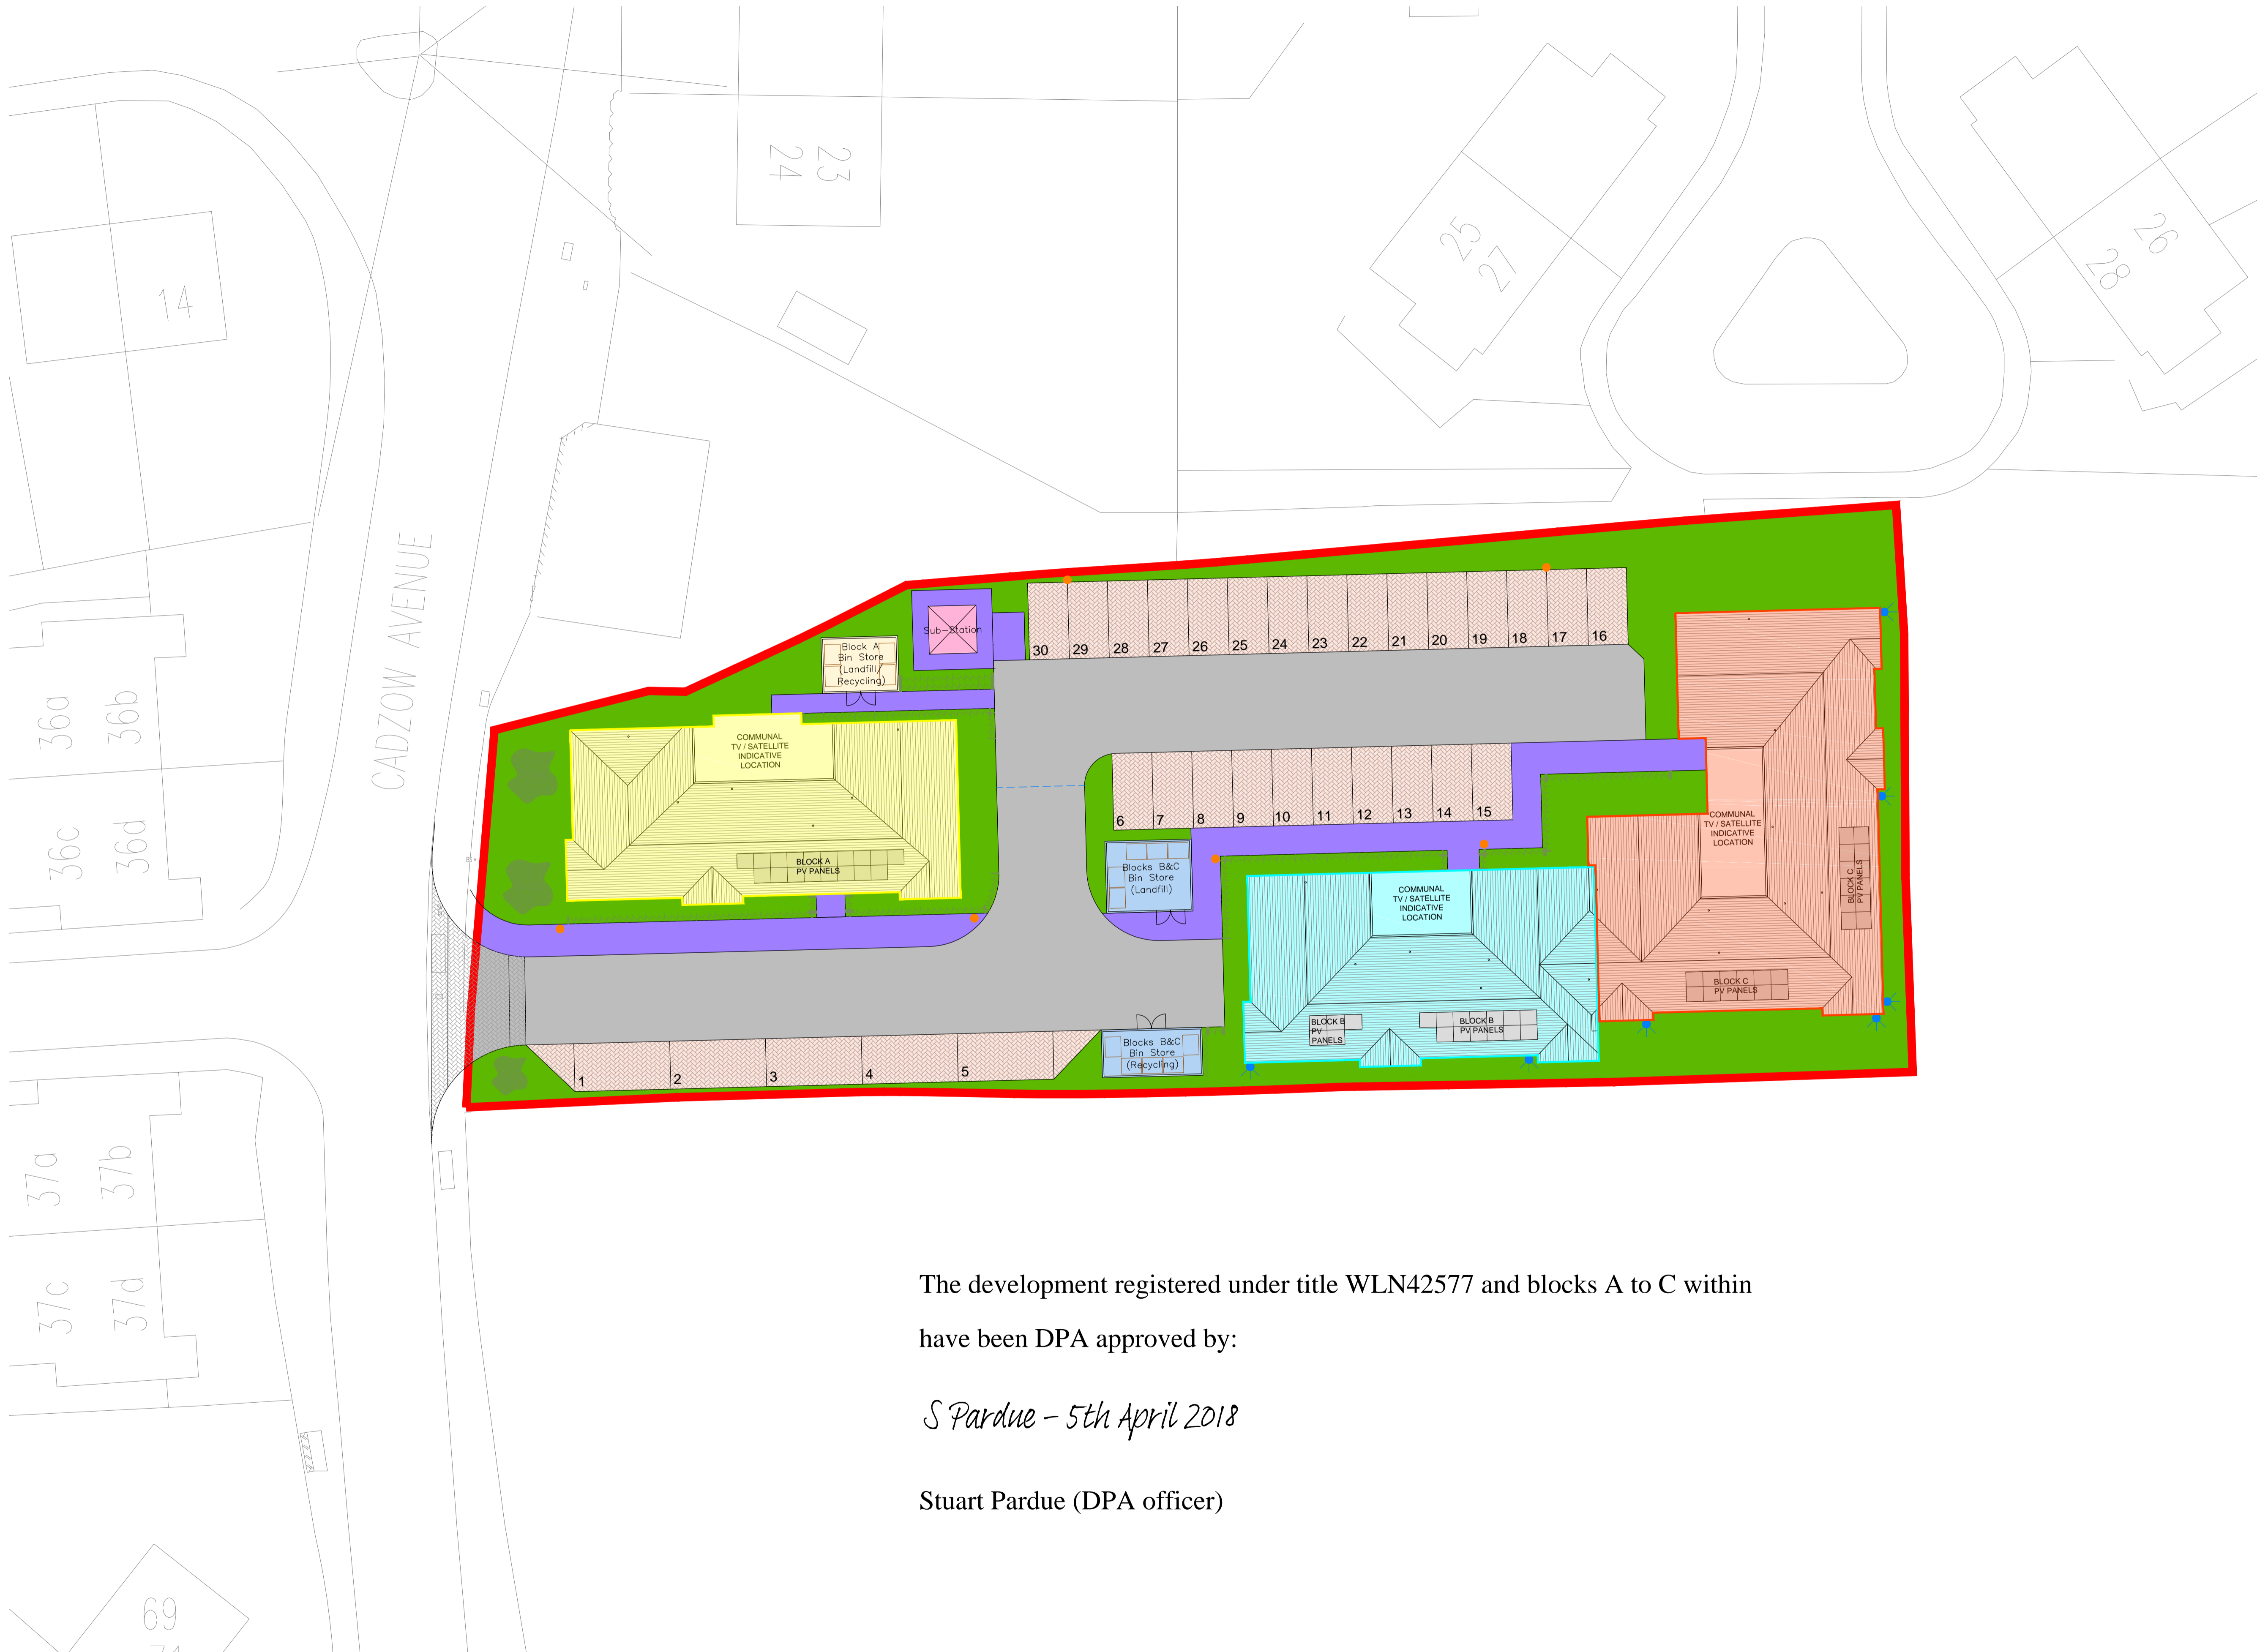 24
23
14
25
27
26
28
CADZOW AVENUE
36a
36b
36c
36d
37a
37b
37c
37d
69
Sub-Station
Block A
Bin Store
(Landfill/
Recycling)
30 29 28 27 26 25 24 23 22 21 20 19 18 17 16
COMMUNAL
TV / SATELLITE
INDICATIVE
LOCATION
BLOCK A
PV PANELS
6 7 8 9 10 11 12 13 14 15
Blocks B&C
Bin Store
(Landfill)
COMMUNAL
TV / SATELLITE
INDICATIVE
LOCATION
BLOCK C
PV PANELS
COMMUNAL
TV / SATELLITE
INDICATIVE
LOCATION
BLOCK C
PV PANELS
BLOCK B
PV
PANELS
BLOCK B
PV PANELS
Blocks B&C
Bin Store
(Recycling)
1 2 3 4 5
The development registered under title WLN42577 and blocks A to C within
have been DPA approved by:
S Pardue - 5th April 2018
Stuart Pardue (DPA officer)